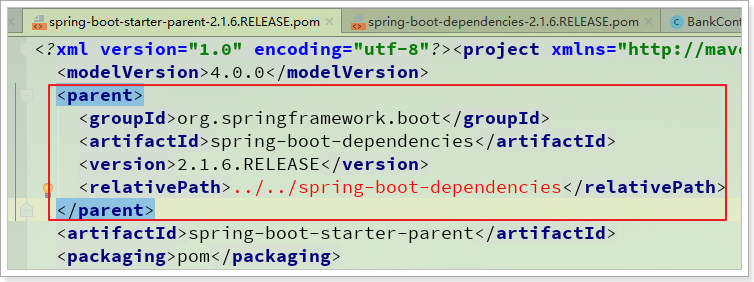 spring-boot-starter-parent-2.1.6.RELEASE.pom spring-boot-dependencies-2.1.6.RELEASE.pom BankCont
<?xml version="1.0" encoding="utf-8"?><project xmlns="http://mave
<modelVersion>4.0.0</modelVersion>
<parent>
<groupId>org.springframework.boot</groupId>
<artifactId>spring-boot-dependencies</artifactId>
<version>2.1.6.RELEASE</version>
<relativePath>../../spring-boot-dependencies</relativePath>
</parent>
<artifactId>spring-boot-starter-parent</artifactId>
<packaging>pom</packaging>